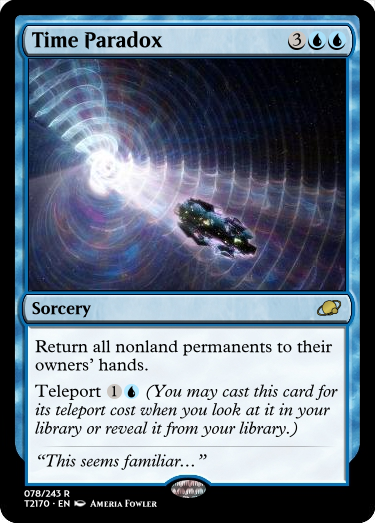 Time Paradox 3
Sorcery
Return all nonland permanents to their
owners' hands.
Teleport 1 (You may cast this card for
its teleport cost when you look at it in your
library or reveal it from your library.)
"This seems familiar…"
078/243 R
T2170 • EN Ameria Fowler